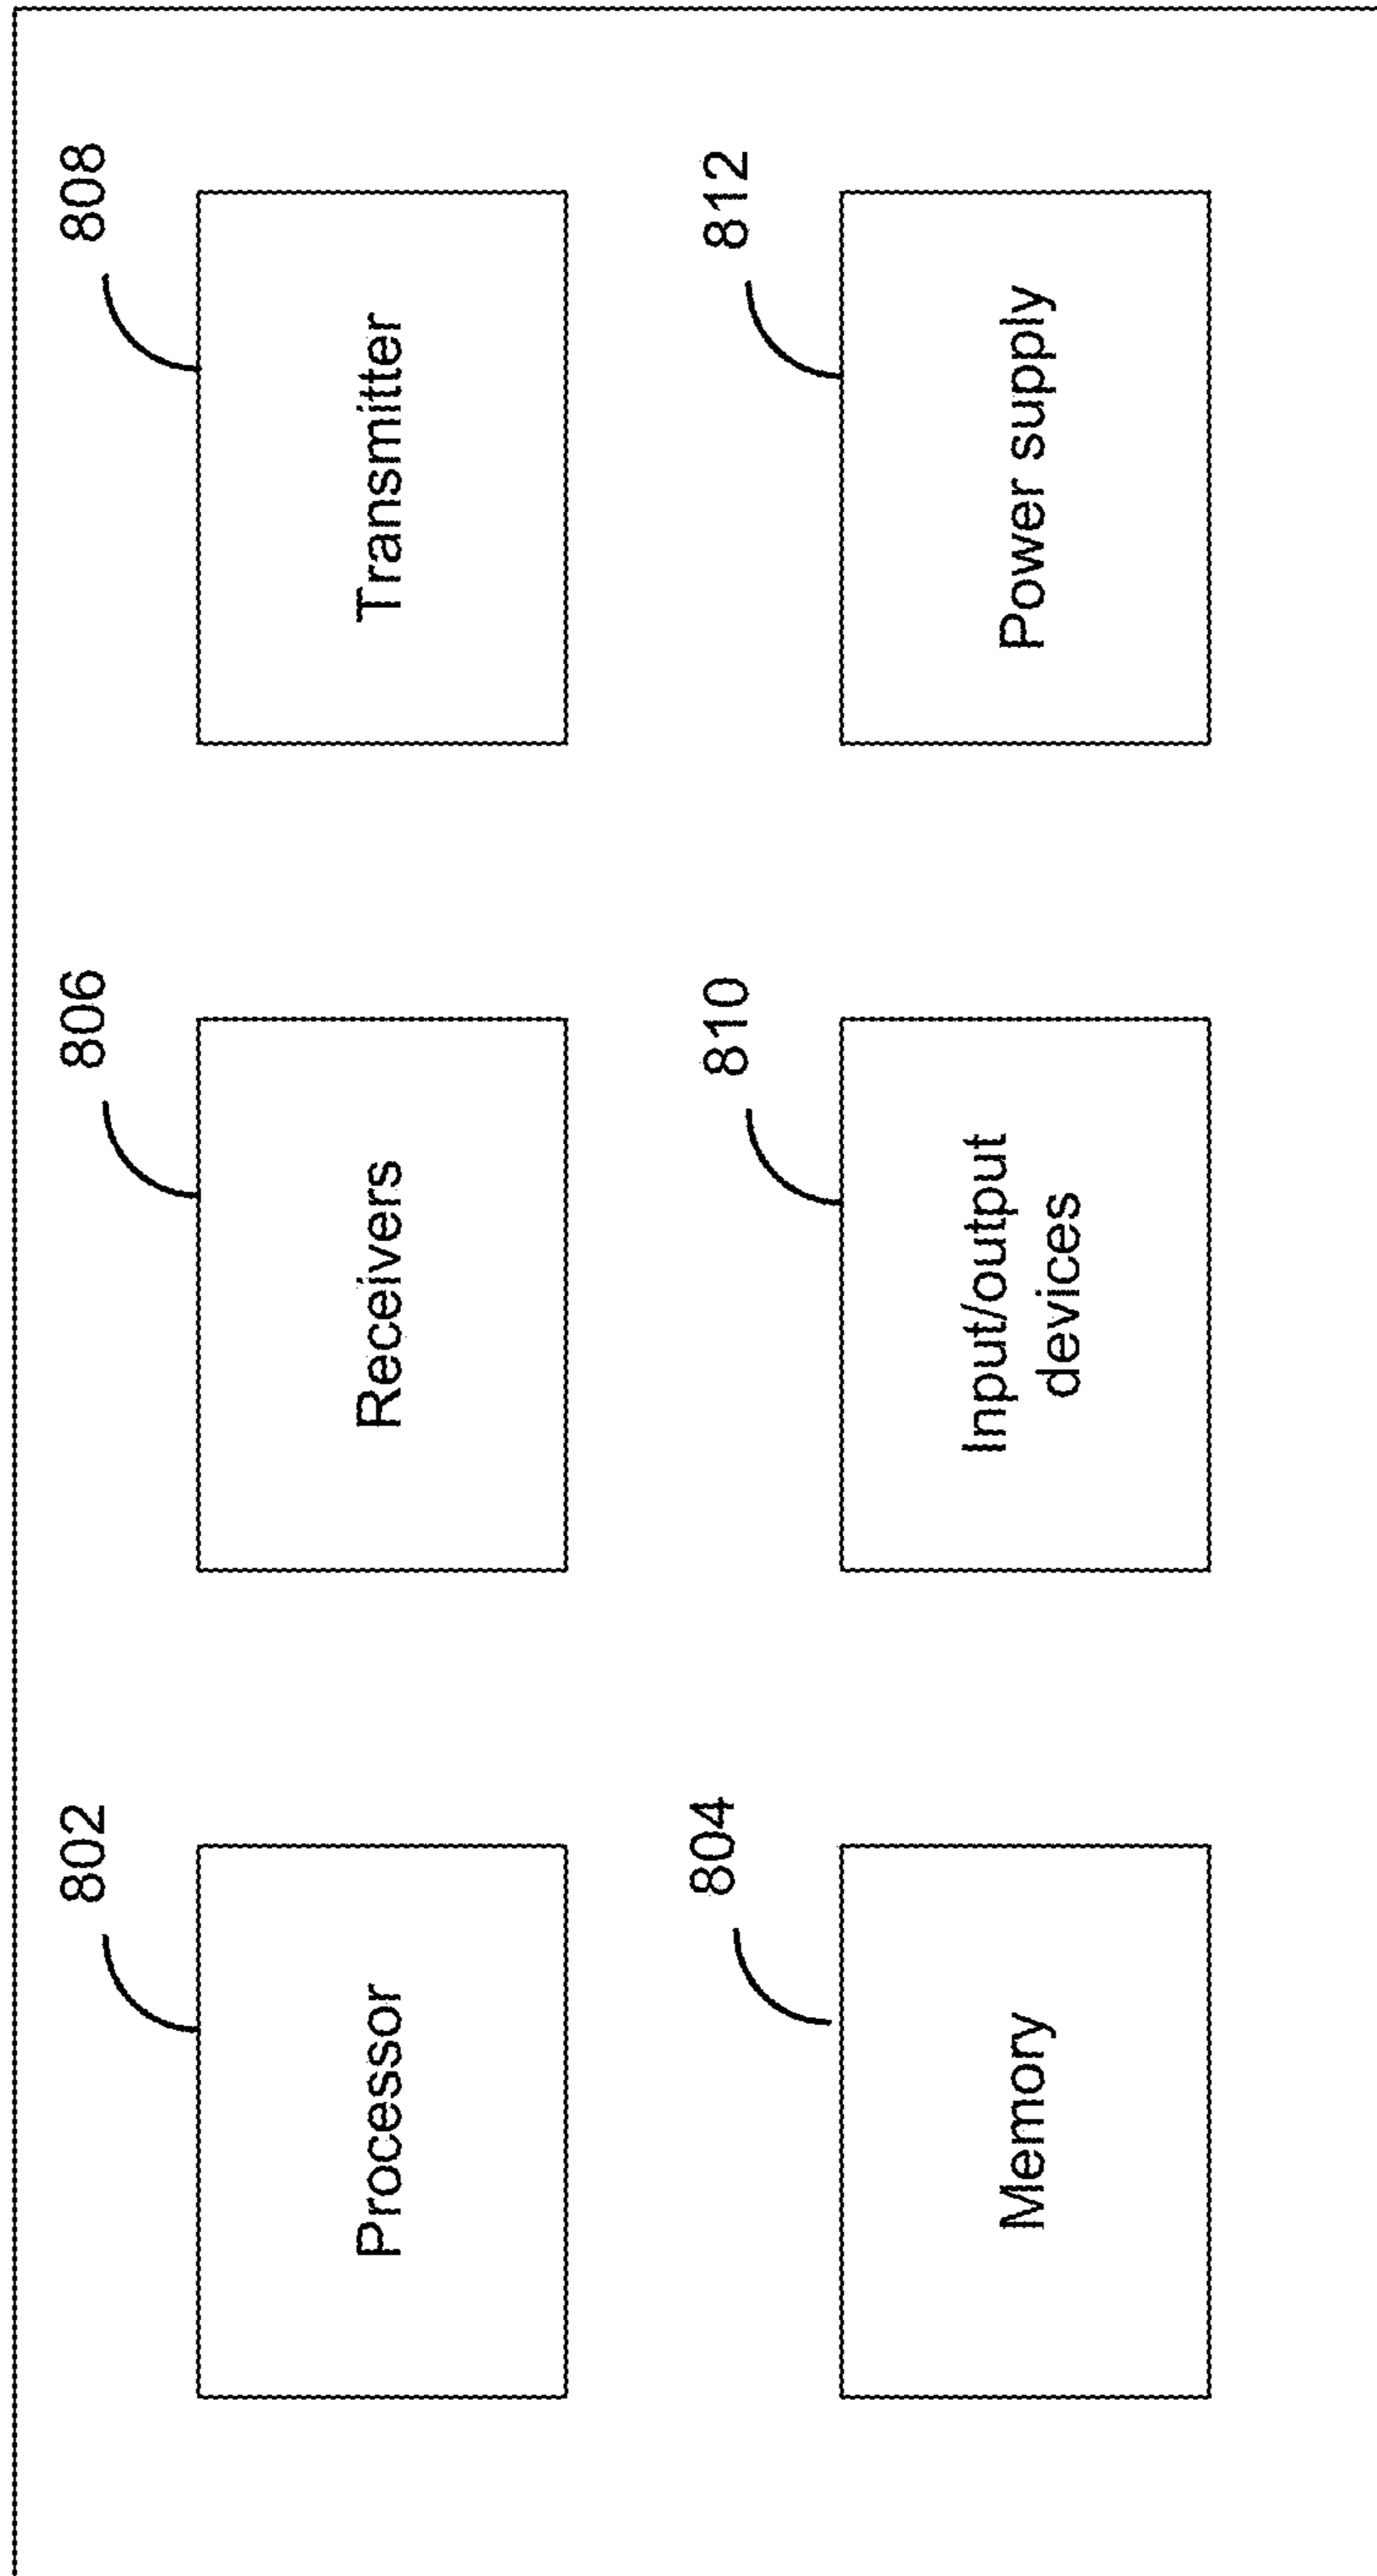 802
Processor
806
Receivers
808
Transmitter
804
Memory
810
Input/output
devices
812
Power supply